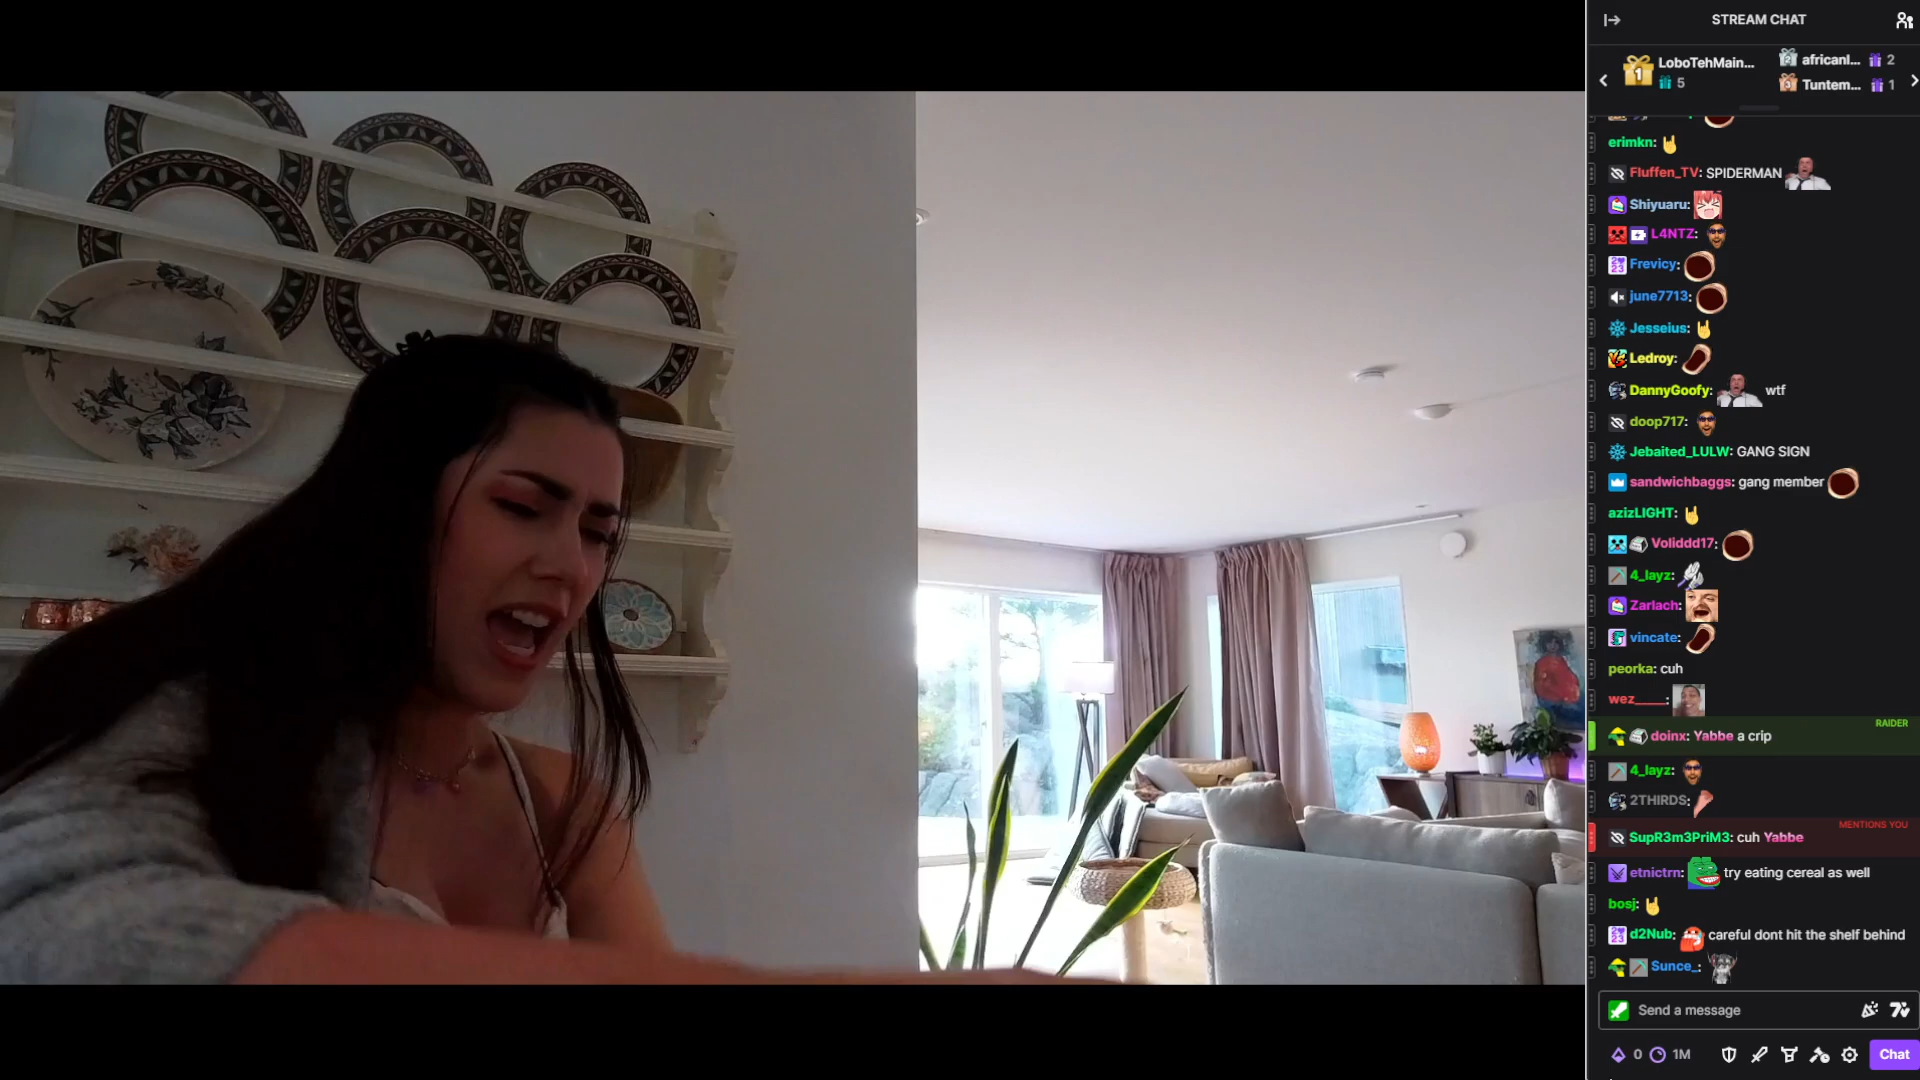 STREAM CHAT
LoboTehMain...
5
africanl... 2
Tuntem... 1
erimkn:
Fluffen_TV: SPIDERMAN
Shiyuaru:
L4NTZ:
Frevicy:
june7713:
Jesseius:
Ledroy:
DannyGoofy: wtf
doop717:
Jebaited_LULW: GANG SIGN
sandwichbaggs: gang member
azizLIGHT:
Voliddd17:
4_layz:
Zarlach:
vincate:
peorka: cuh
wez_____:
RAIDER
doinx: Yabbe a crip
4_layz:
2THIRDS:
MENTIONS YOU
SupR3m3PriM3: cuh Yabbe
etnictrn: try eating cereal as well
bosj:
d2Nub: careful dont hit the shelf behind
Sunce_:
Send a message
0 1M
Chat